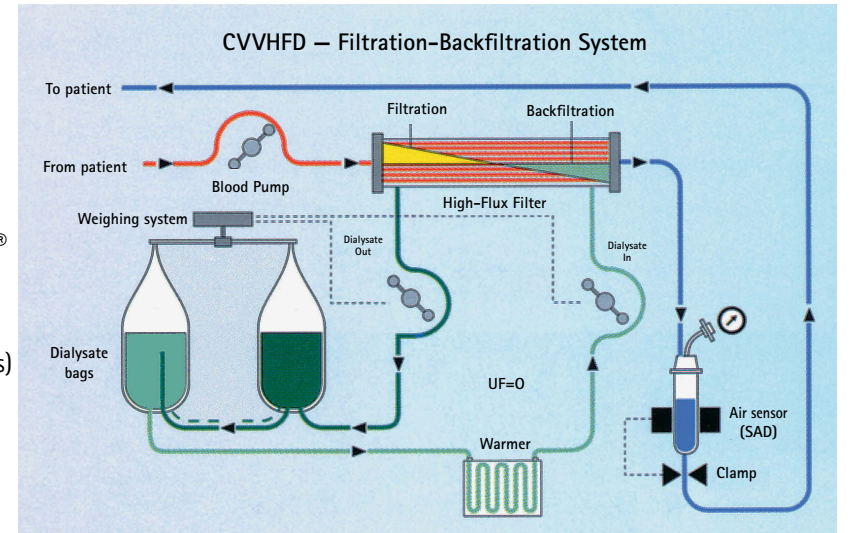 CVVHFD — Filtration-Backfiltration System
To patient
Filtration
Backfiltration
From patient
Blood Pump
High-Flux Filter
Weighing system
®
Dialysate
Out
Dialysate
In
Dialysate
bags
s)
UF=O
Air sensor
(SAD)
Warmer
Clamp